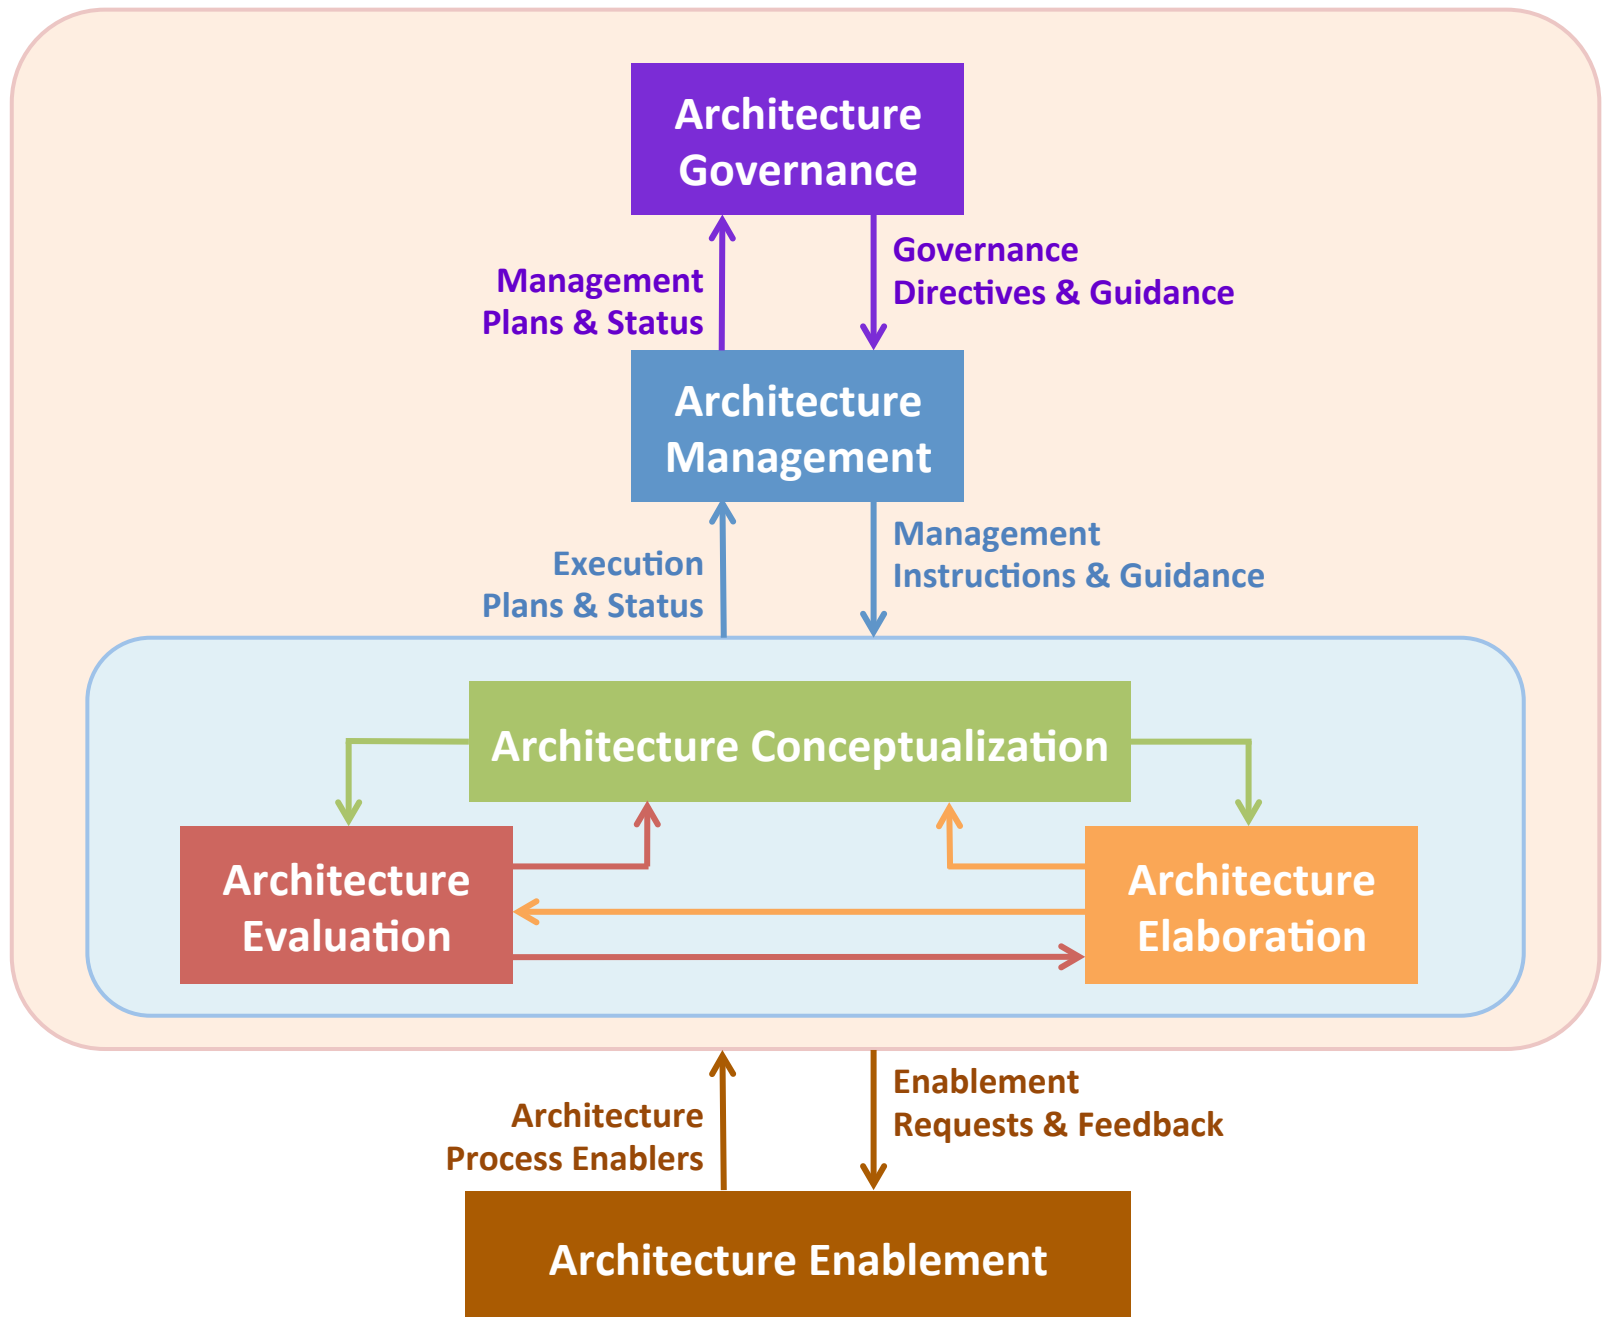 Architecture
Governance
Management
Plans & Status
Governance
Directives & Guidance
Architecture
Management
Execution
Plans & Status
Management
Instructions & Guidance
Architecture Conceptualization
Architecture
Evaluation
Architecture
Elaboration
Architecture
Process Enablers
Enablement
Requests & Feedback
Architecture Enablement